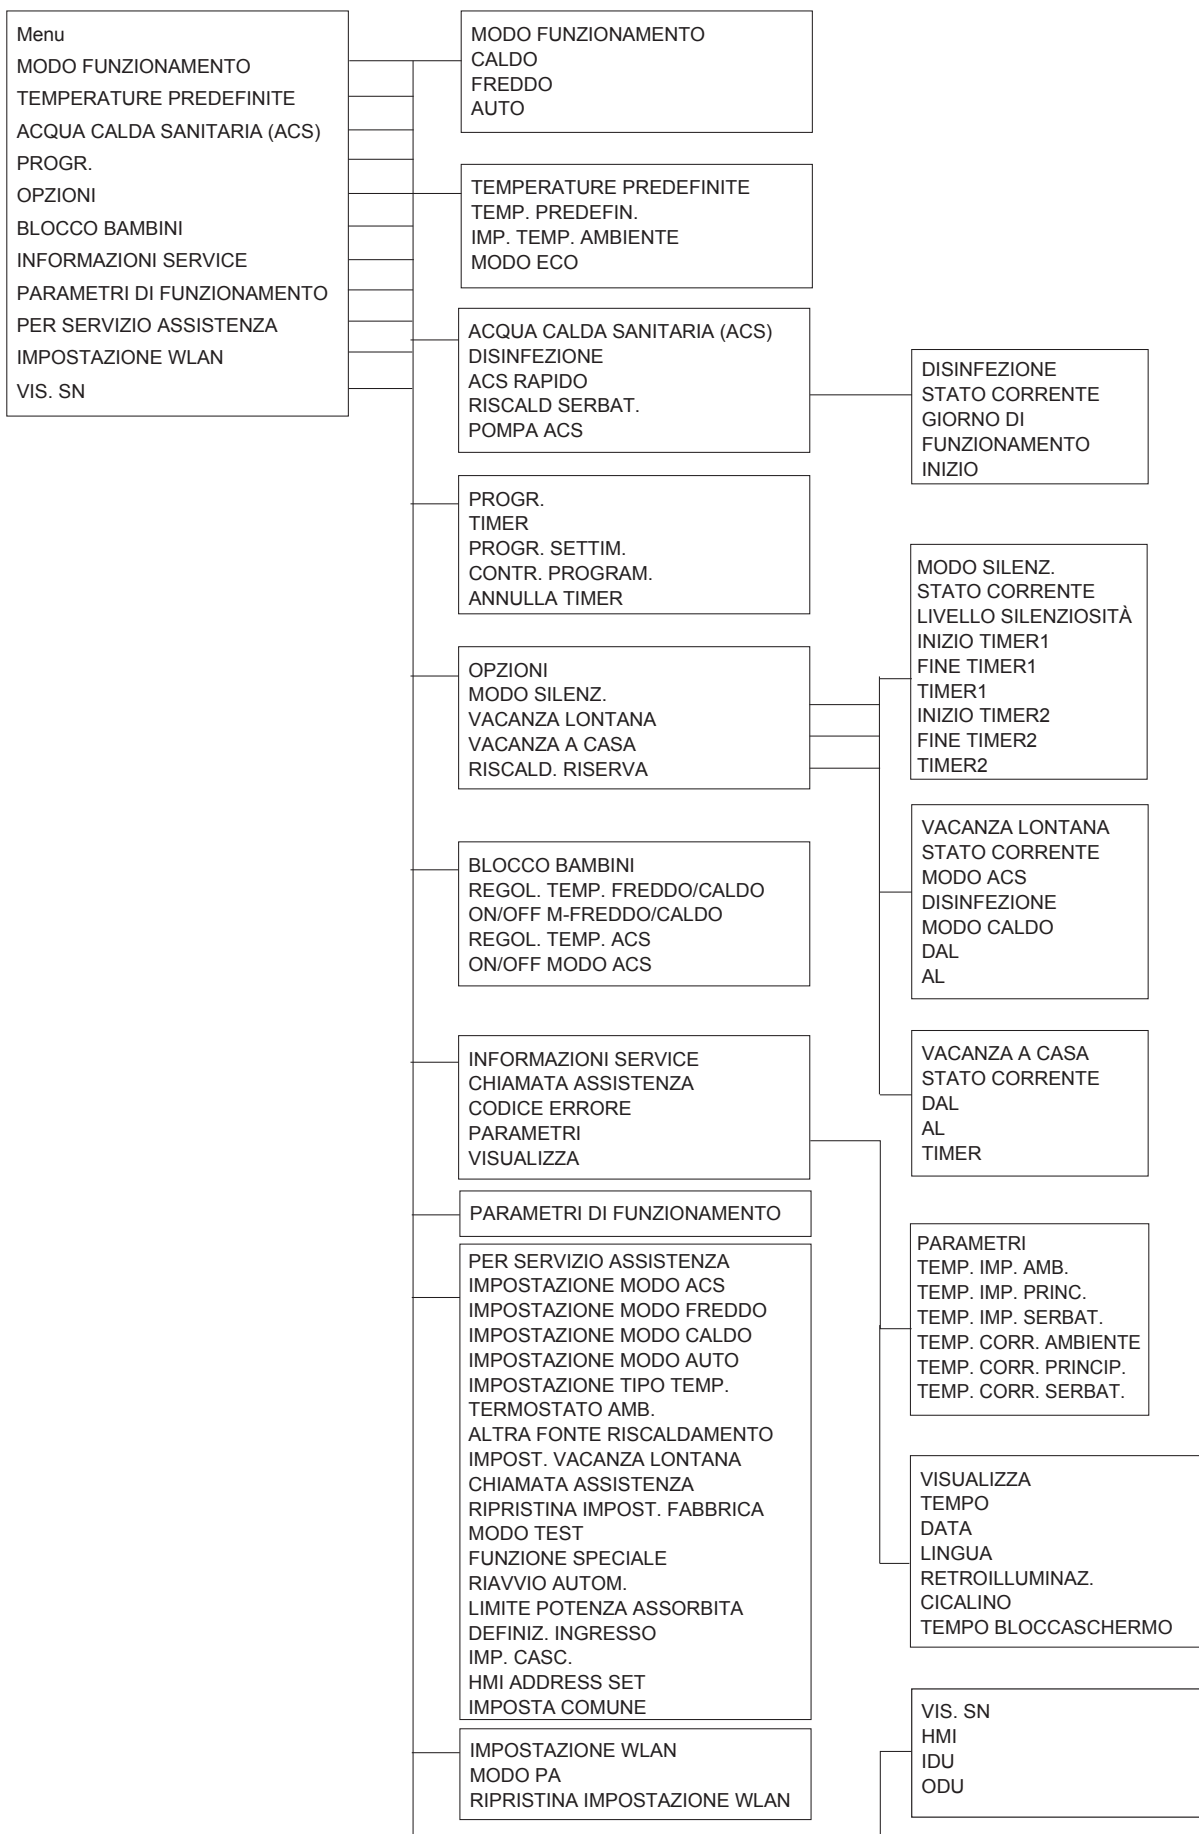 Menu
MODO FUNZIONAMENTO
TEMPERATURE PREDEFINITE
ACQUA CALDA SANITARIA (ACS)
PROGR.
OPZIONI
BLOCCO BAMBINI
INFORMAZIONI SERVICE
PARAMETRI DI FUNZIONAMENTO
PER SERVIZIO ASSISTENZA
IMPOSTAZIONE WLAN
VIS. SN
MODO FUNZIONAMENTO
CALDO
FREDDO
AUTO
TEMPERATURE PREDEFINITE
TEMP. PREDEFIN.
IMP. TEMP. AMBIENTE
MODO ECO
ACQUA CALDA SANITARIA (ACS)
DISINFEZIONE
ACS RAPIDO
RISCALD SERBAT.
POMPA ACS
PROGR.
TIMER
PROGR. SETTIM.
CONTR. PROGRAM.
ANNULLA TIMER
OPZIONI
MODO SILENZ.
VACANZA LONTANA
VACANZA A CASA
RISCALD. RISERVA
BLOCCO BAMBINI
REGOL. TEMP. FREDDO/CALDO
ON/OFF M-FREDDO/CALDO
REGOL. TEMP. ACS
ON/OFF MODO ACS
INFORMAZIONI SERVICE
CHIAMATA ASSISTENZA
CODICE ERRORE
PARAMETRI
VISUALIZZA
PARAMETRI DI FUNZIONAMENTO
PER SERVIZIO ASSISTENZA
IMPOSTAZIONE MODO ACS
IMPOSTAZIONE MODO FREDDO
IMPOSTAZIONE MODO CALDO
IMPOSTAZIONE MODO AUTO
IMPOSTAZIONE TIPO TEMP.
TERMOSTATO AMB.
ALTRA FONTE RISCALDAMENTO
IMPOST. VACANZA LONTANA
CHIAMATA ASSISTENZA
RIPRISTINA IMPOST. FABBRICA
MODO TEST
FUNZIONE SPECIALE
RIAVVIO AUTOM.
LIMITE POTENZA ASSORBITA
DEFINIZ. INGRESSO
IMP. CASC.
HMI ADDRESS SET
IMPOSTA COMUNE
IMPOSTAZIONE WLAN
MODO PA
RIPRISTINA IMPOSTAZIONE WLAN
DISINFEZIONE
STATO CORRENTE
GIORNO DI
FUNZIONAMENTO
INIZIO
MODO SILENZ.
STATO CORRENTE
LIVELLO SILENZIOSITÀ
INIZIO TIMER1
FINE TIMER1
TIMER1
INIZIO TIMER2
FINE TIMER2
TIMER2
VACANZA LONTANA
STATO CORRENTE
MODO ACS
DISINFEZIONE
MODO CALDO
DAL
AL
VACANZA A CASA
STATO CORRENTE
DAL
AL
TIMER
PARAMETRI
TEMP. IMP. AMB.
TEMP. IMP. PRINC.
TEMP. IMP. SERBAT.
TEMP. CORR. AMBIENTE
TEMP. CORR. PRINCIP.
TEMP. CORR. SERBAT.
VISUALIZZA
TEMPO
DATA
LINGUA
RETROILLUMINAZ.
CICALINO
TEMPO BLOCCASCHERMO
VIS. SN
HMI
IDU
ODU